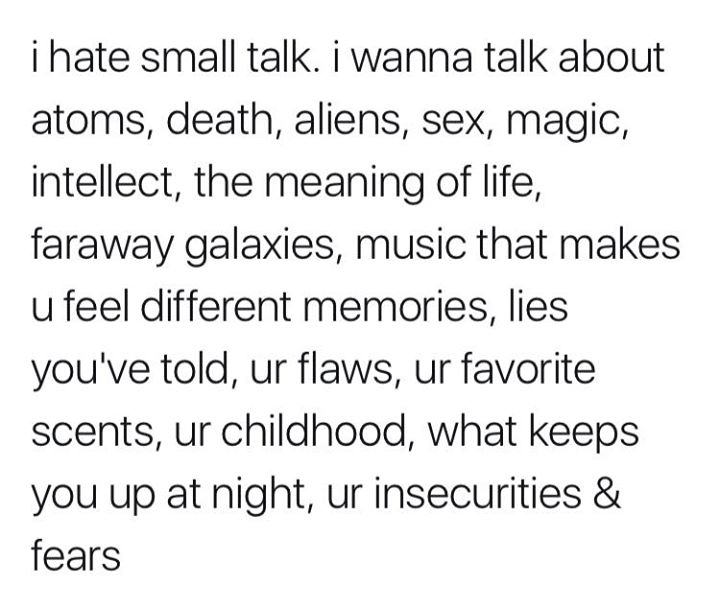 i hate small talk. i wanna talk about
atoms, death, aliens, sex, magic,
intellect, the meaning of life,
faraway galaxies, music that makes
u feel different memories, lies
you've told, ur flaws, ur favorite
scents, ur childhood, what keeps
you up at night, ur insecurities &
fears